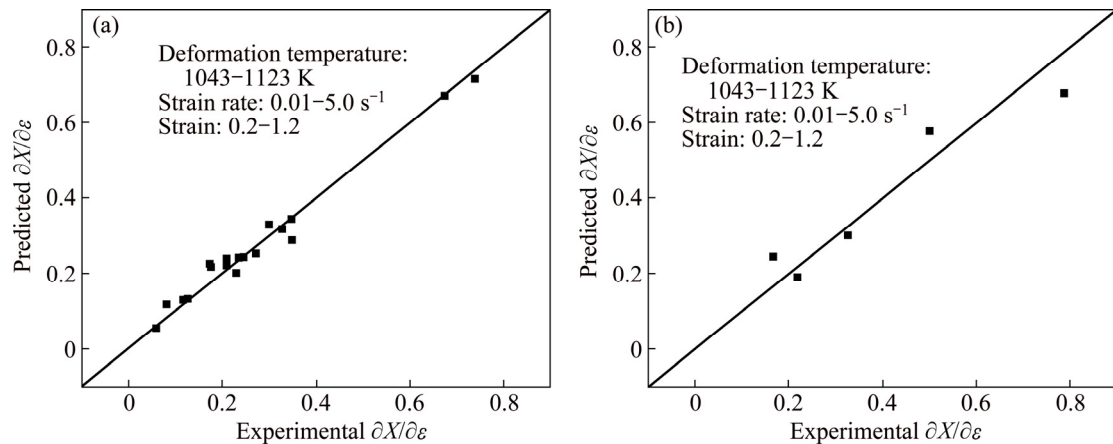 (a)
Deformation temperature:
1043−1123 K
Strain rate: 0.01−5.0 s⁻¹
Strain: 0.2−1.2
Predicted ∂X/∂ε
0.8
0.6
0.4
0.2
0
0
0.2
0.4
0.6
0.8
Experimental ∂X/∂ε
(b)
Deformation temperature:
1043−1123 K
Strain rate: 0.01−5.0 s⁻¹
Strain: 0.2−1.2
Predicted ∂X/∂ε
0.8
0.6
0.4
0.2
0
0
0.2
0.4
0.6
0.8
Experimental ∂X/∂ε